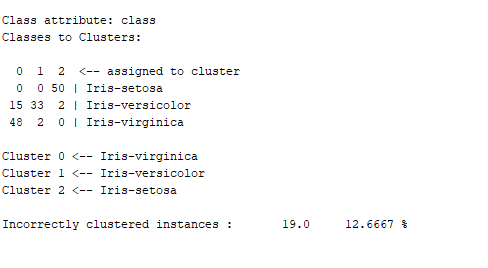 Class attribute: class
Classes to Clusters:
0 1 2 <-- assigned to cluster
0 0 50 | Iris-setosa
15 33 2 | Iris-versicolor
48 2 0 | Iris-virginica
Cluster 0 <-- Iris-virginica
Cluster 1 <-- Iris-versicolor
Cluster 2 <-- Iris-setosa
Incorrectly clustered instances : 19.0 12.6667 %